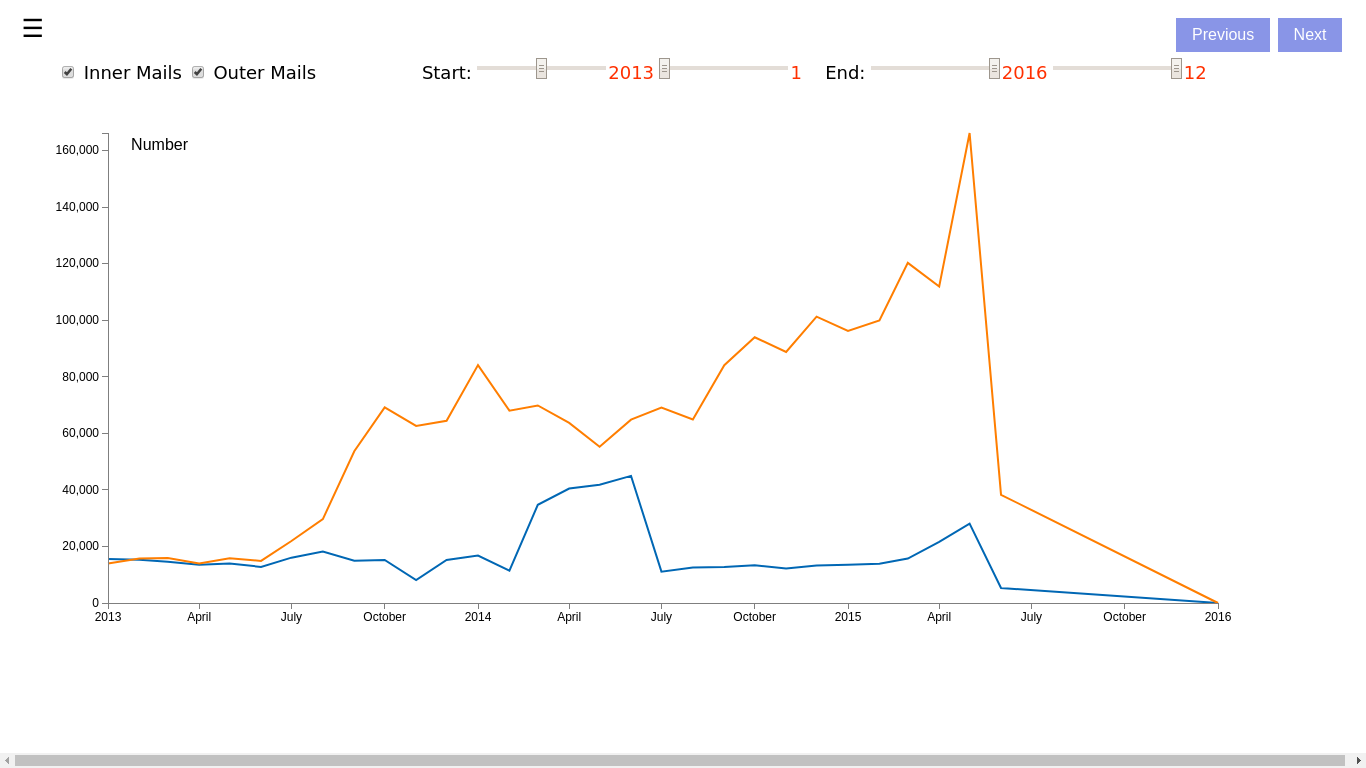 ☰
Previous Next
Inner Mails Outer Mails Start: 2013 1 End: 2016 12
Number
160,000
140,000
120,000
100,000
80,000
60,000
40,000
20,000
0
2013 April July October 2014 April July October 2015 April July October 2016